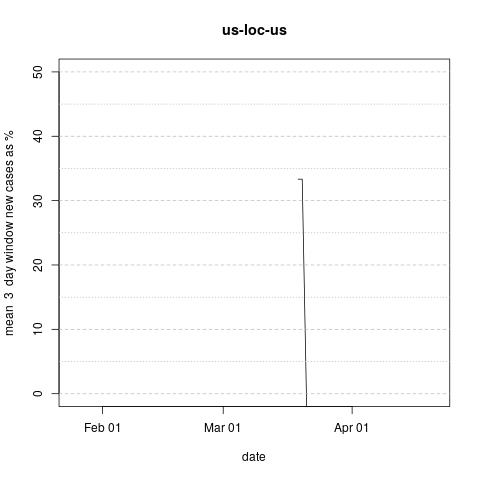 us-loc-us
mean 3 day window new cases as %
50
40
30
20
10
0
Feb 01
Mar 01
Apr 01
date